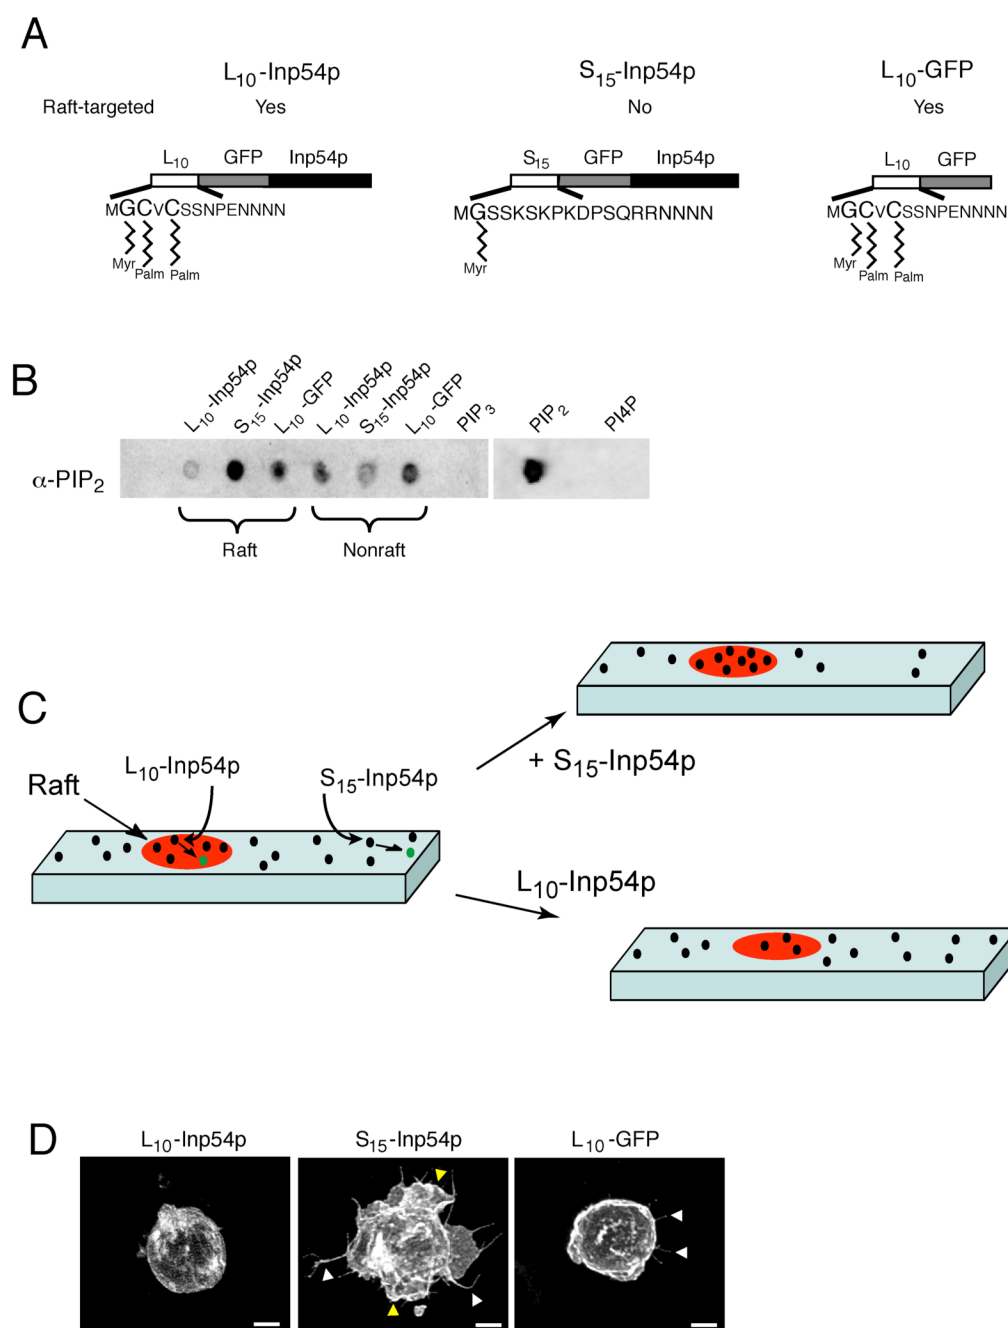 A
L10-Inp54p
S15-Inp54p
L10-GFP
Raft-targeted
Yes
No
Yes
L10 GFP Inp54p
S15 GFP Inp54p
L10 GFP
MGCVCSSNPENNNN
MGSSKSKPKDPSQRRNNNN
MGCVCSSNPENNNN
Myr
Palm
Palm
Myr
Myr
Palm
Palm
B
L10-Inp54p
S15-Inp54p
L10-GFP
L10-Inp54p
S15-Inp54p
L10-GFP
PIP3
PIP2
PI4P
α-PIP2
Raft
Nonraft
C
Raft
L10-Inp54p
S15-Inp54p
+ S15-Inp54p
L10-Inp54p
D
L10-Inp54p
S15-Inp54p
L10-GFP